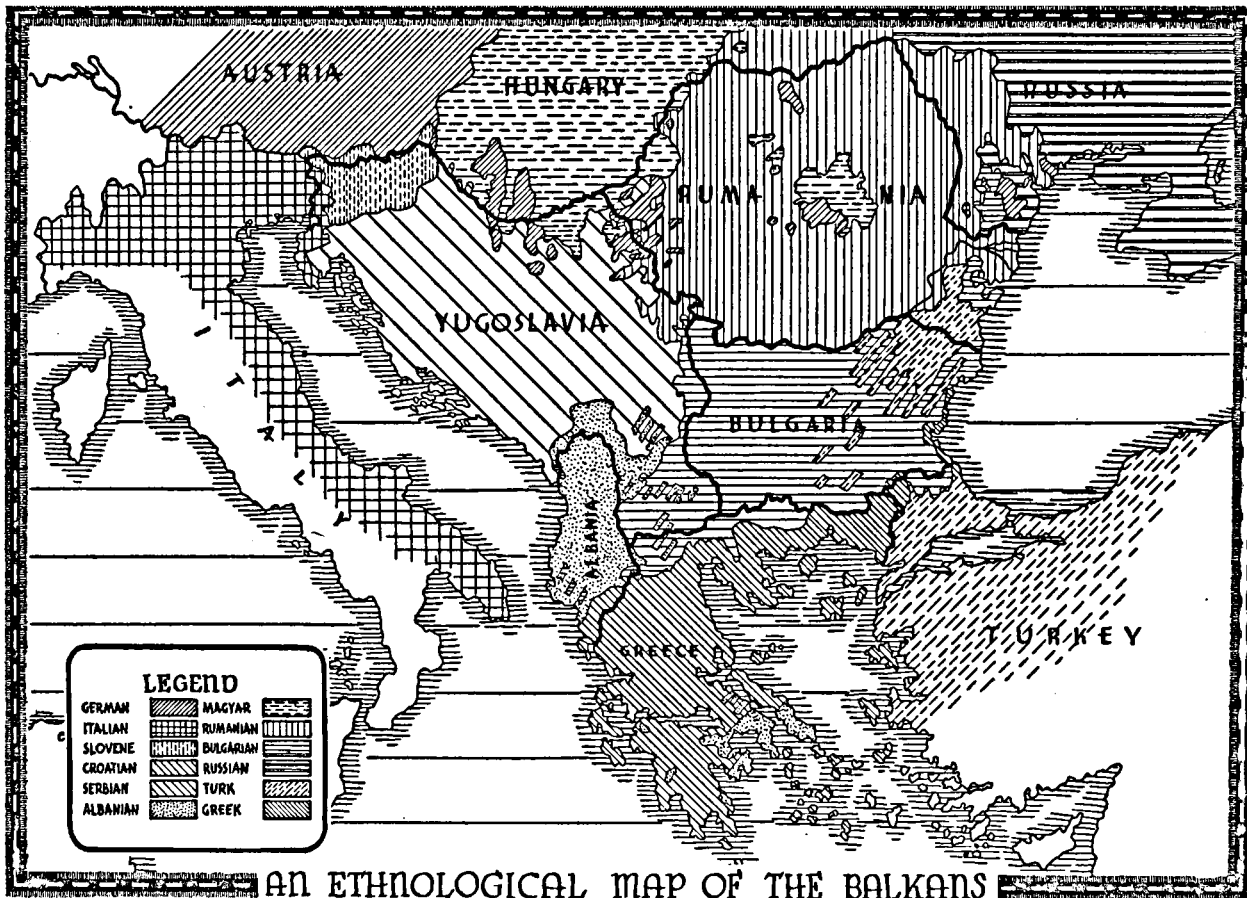 AUSTRIA
HUNGARY
RUSSIA
RUMANIA
YUGOSLAVIA
ITALY
BULGARIA
ALBANIA
TURKEY
GREECE
LEGEND
GERMAN MAGYAR
ITALIAN RUMANIAN
SLOVENE BULGARIAN
CROATIAN RUSSIAN
SERBIAN TURK
ALBANIAN GREEK
AN ETHNOLOGICAL MAP OF THE BALKANS